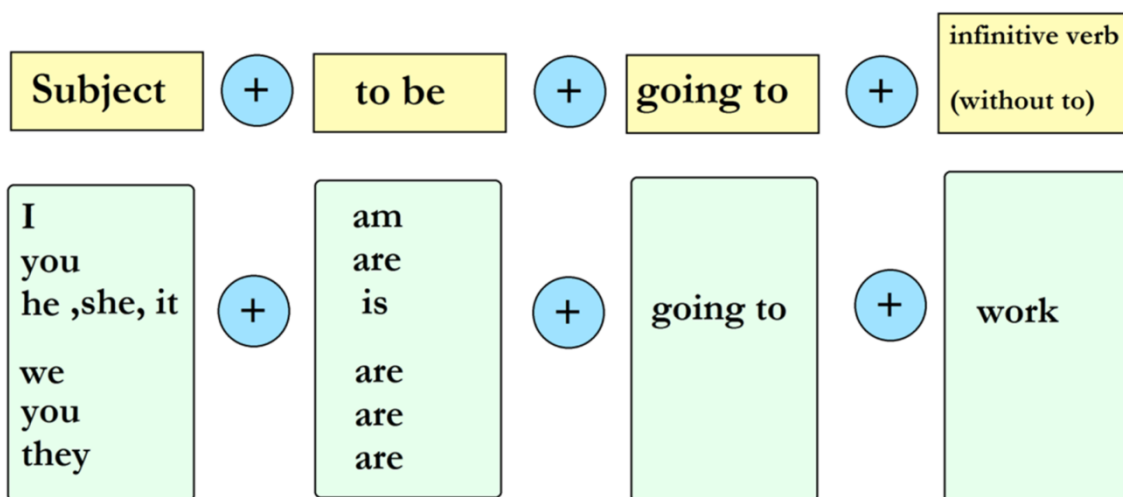 Subject + to be + going to + infinitive verb
(without to)
I am
you are
he ,she, it is
+ + going to + work
we are
you are
they are